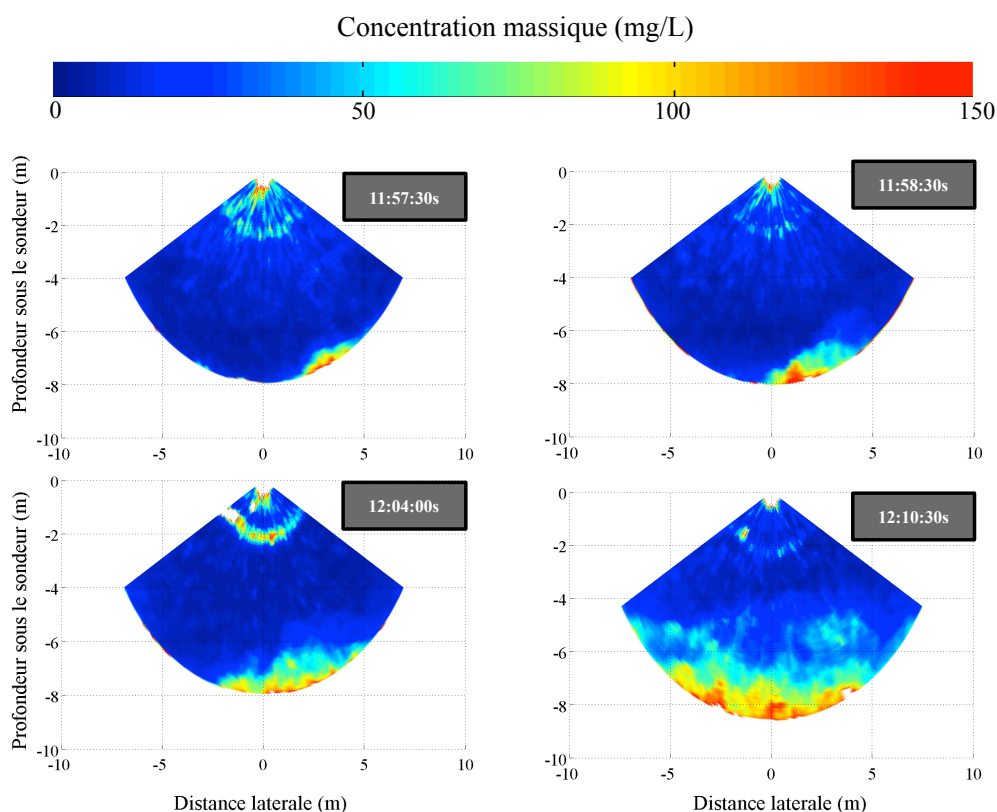 Concentration massique (mg/L)
0 50 100 150
Profondeur sous le sondeur (m)
0
-2
-4
-6
-8
-10
-10 -5 0 5 10
11:57:30s
0
-2
-4
-6
-8
-10
-10 -5 0 5 10
11:58:30s
Profondeur sous le sondeur (m)
0
-2
-4
-6
-8
-10
-10 -5 0 5 10
12:04:00s
Distance laterale (m)
0
-2
-4
-6
-8
-10
-10 -5 0 5 10
12:10:30s
Distance laterale (m)